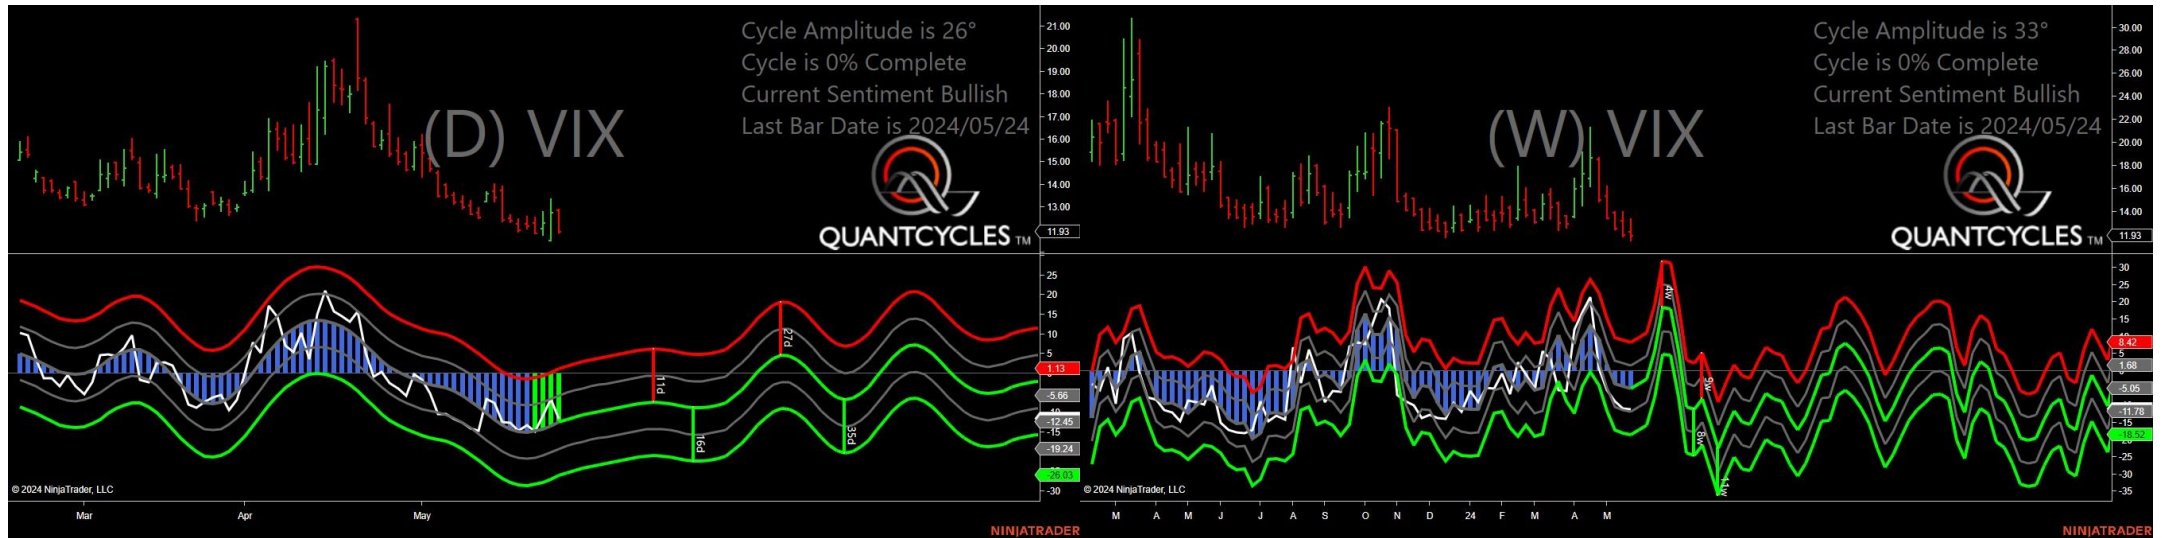 Cycle Amplitude is 26°
Cycle is 0% Complete
Current Sentiment Bullish
Last Bar Date is 2024/05/24
(D) VIX
QUANTCYCLES TM
21.00
20.00
19.00
18.00
17.00
16.00
15.00
14.00
13.00
11.93
25
20
15
10
5
1.13
-5.66
-12.45
-15
-19.24
-26.03
-30
11d
16d
27d
35d
© 2024 NinjaTrader, LLC
Mar
Apr
May
NINJATRADER
Cycle Amplitude is 33°
Cycle is 0% Complete
Current Sentiment Bullish
Last Bar Date is 2024/05/24
(W) VIX
QUANTCYCLES TM
30.00
28.00
26.00
24.00
22.00
20.00
18.00
16.00
14.00
11.93
30
25
20
15
8.42
5
1.68
-5.05
-11.78
-15
-18.52
-25
-30
-35
4w
9w
8w
11w
© 2024 NinjaTrader, LLC
M A M J J A S O N D 24 F M A M
NINJATRADER